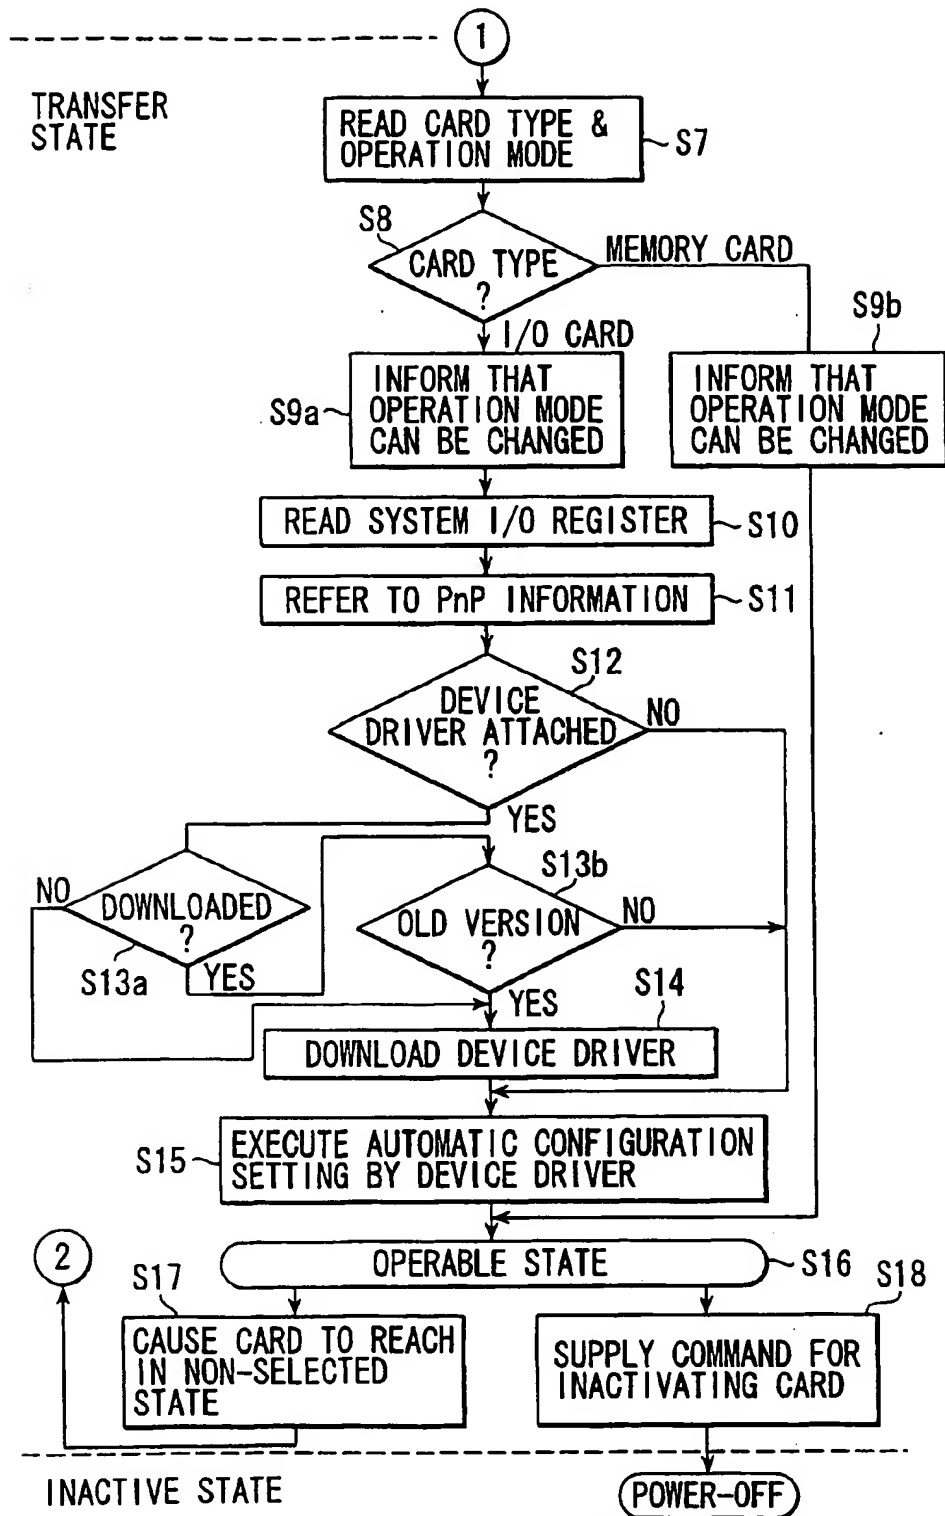 1
TRANSFER
STATE
READ CARD TYPE &
OPERATION MODE
S7
S8
CARD TYPE
?
MEMORY CARD
I/O CARD
S9b
S9a
INFORM THAT
OPERATION MODE
CAN BE CHANGED
INFORM THAT
OPERATION MODE
CAN BE CHANGED
READ SYSTEM I/O REGISTER
S10
REFER TO PnP INFORMATION
S11
S12
DEVICE
DRIVER ATTACHED
?
NO
YES
S13b
NO
DOWNLOADED
?
S13a
YES
OLD VERSION
?
NO
YES
S14
DOWNLOAD DEVICE DRIVER
S15
EXECUTE AUTOMATIC CONFIGURATION
SETTING BY DEVICE DRIVER
2
OPERABLE STATE
S16
S17
S18
CAUSE CARD TO REACH
IN NON-SELECTED
STATE
SUPPLY COMMAND FOR
INACTIVATING CARD
INACTIVE STATE
POWER-OFF